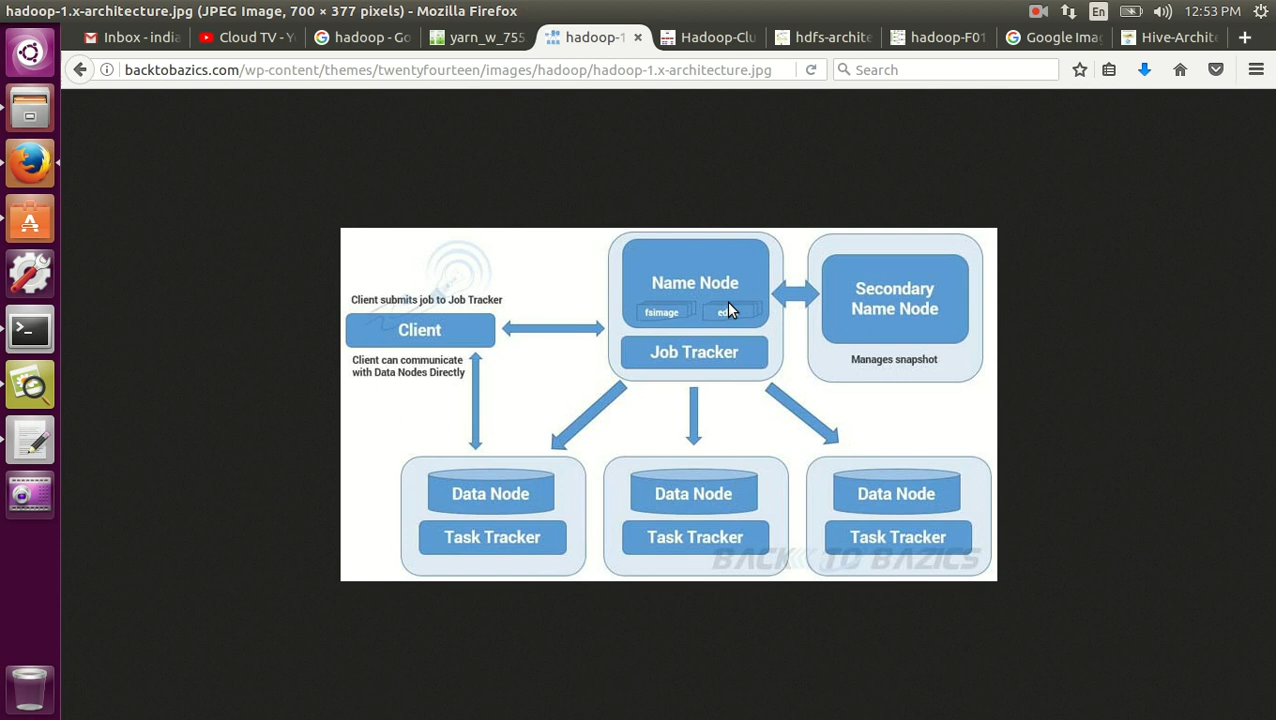 hadoop-1.x-architecture.jpg (JPEG Image, 700 × 377 pixels) - Mozilla Firefox
En
12:53 PM
Inbox - india
Cloud TV - Y
hadoop - Go
yarn_w_755
hadoop-1
Hadoop-Clu
hdfs-archite
hadoop-F01
Google Imag
Hive-Archite
backtobazics.com/wp-content/themes/twentyfourteen/images/hadoop/hadoop-1.x-architecture.jpg
Search
Name Node
fsimage
ed
Job Tracker
Secondary
Name Node
Manages snapshot
Client submits job to Job Tracker
Client
Client can communicate
with Data Nodes Directly
Data Node
Task Tracker
Data Node
Task Tracker
Data Node
Task Tracker
BACK TO BAZICS